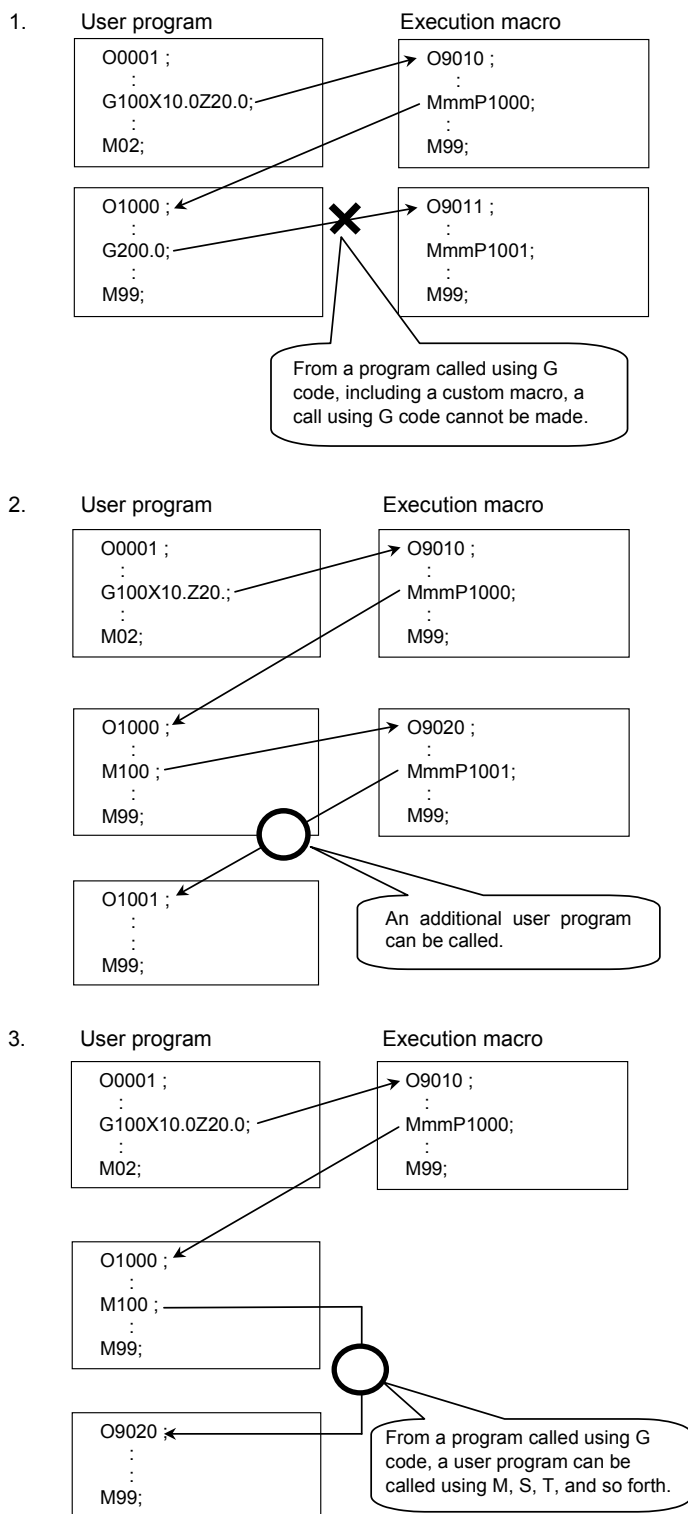 1. User program Execution macro
O0001 ;
:
G100X10.0Z20.0;
:
M02;
O9010 ;
:
MmmP1000;
:
M99;
O1000 ;
:
G200.0;
:
M99;
O9011 ;
:
MmmP1001;
:
M99;
From a program called using G
code, including a custom macro, a
call using G code cannot be made.
2. User program Execution macro
O0001 ;
:
G100X10.Z20.;
:
M02;
O9010 ;
:
MmmP1000;
:
M99;
O1000 ;
:
M100 ;
:
M99;
O9020 ;
:
MmmP1001;
:
M99;
O1001 ;
:
:
M99;
An additional user program
can be called.
3. User program Execution macro
O0001 ;
:
G100X10.0Z20.0;
:
M02;
O9010 ;
:
MmmP1000;
:
M99;
O1000 ;
:
M100 ;
:
M99;
O9020 ;
:
:
M99;
From a program called using G
code, a user program can be
called using M, S, T, and so forth.